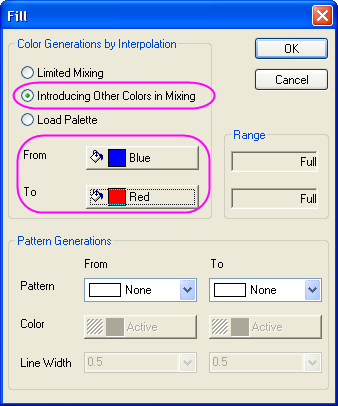 Fill
Color Generations by Interpolation
OK
Limited Mixing
Cancel
Introducing Other Colors in Mixing
Load Palette
Range
From Blue Full
To Red Full
Pattern Generations
From To
Pattern None None
Color Active Active
Line Width 0.5 0.5